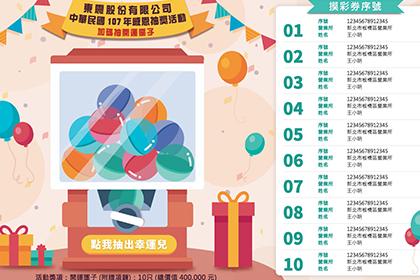 東震股份有限公司
中華民國107年感恩抽獎活動
加碼抽開運墜子
點我抽出幸運兒
活動獎項:開運墜子(附證項鍊):10只(總價值 400,000 元)
摸彩券序號
01
序號 12345678912345
營業所 新北市板橋區營業所
姓名 王小明
02
序號 12345678912345
營業所 新北市板橋區營業所
姓名 王小明
03
序號 12345678912345
營業所 新北市板橋區營業所
姓名 王小明
04
序號 12345678912345
營業所 新北市板橋區營業所
姓名 王小明
05
序號 12345678912345
營業所 新北市板橋區營業所
姓名 王小明
06
序號 12345678912345
營業所 新北市板橋區營業所
姓名 王小明
07
序號 12345678912345
營業所 新北市板橋區營業所
姓名 王小明
08
序號 12345678912345
營業所 新北市板橋區營業所
姓名 王小明
09
序號 12345678912345
營業所 新北市板橋區營業所
姓名 王小明
10
序號 12345678912345
營業所 新北市板橋區營業所
姓名 王小明